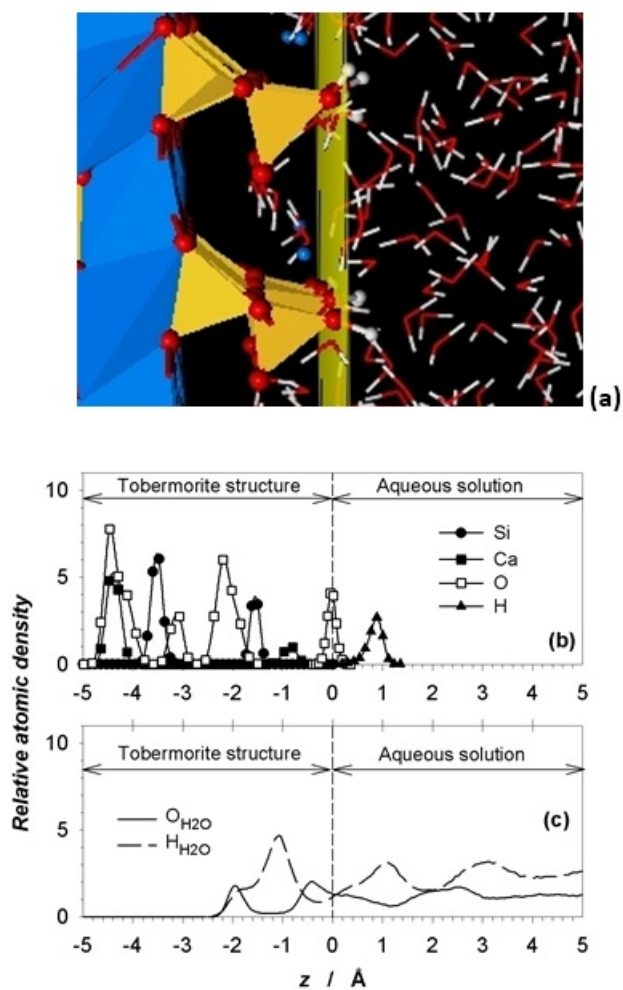 (a)
10
5
0
Tobermorite structure
Aqueous solution
Si
Ca
O
H
(b)
-5 -4 -3 -2 -1 0 1 2 3 4 5
Relative atomic density
10
5
0
Tobermorite structure
Aqueous solution
O H2O
H H2O
(c)
-5 -4 -3 -2 -1 0 1 2 3 4 5
z / Å